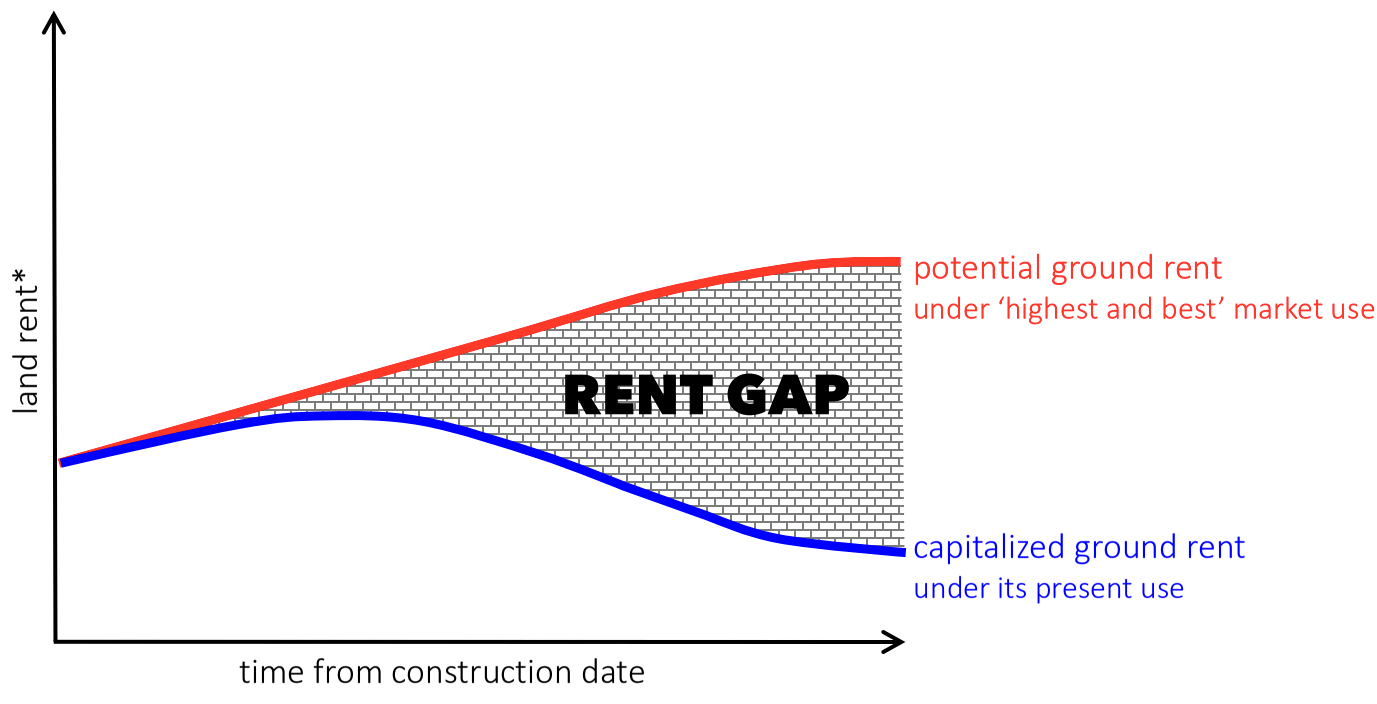 land rent*
potential ground rent
under ‘highest and best’ market use
RENT GAP
capitalized ground rent
under its present use
time from construction date